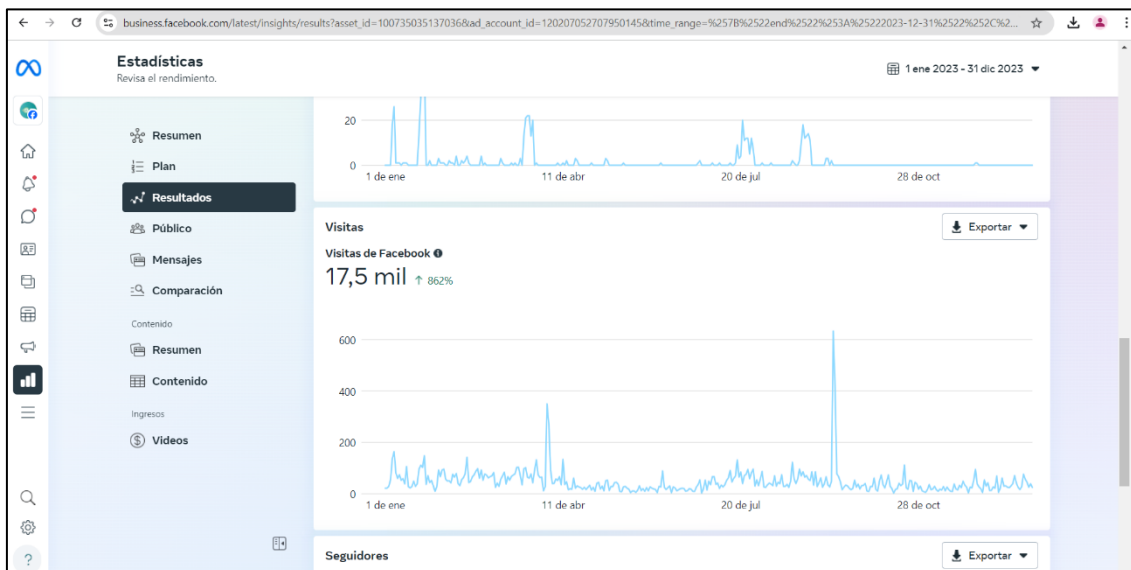 business.facebook.com/latest/insights/results?asset_id=100735035137036&ad_account_id=120207052707950145&time_range=%257B%2522end%2522%253A%25222023-12-31%2522%252C%2...
Estadísticas
Revisa el rendimiento.
1 ene 2023 - 31 dic 2023
Resumen
Plan
Resultados
Público
Mensajes
Comparación
Contenido
Resumen
Contenido
Ingresos
Videos
20
0
1 de ene 11 de abr 20 de jul 28 de oct
Visitas
Exportar
Visitas de Facebook
17,5 mil ↑ 862%
600
400
200
0
1 de ene 11 de abr 20 de jul 28 de oct
Seguidores
Exportar